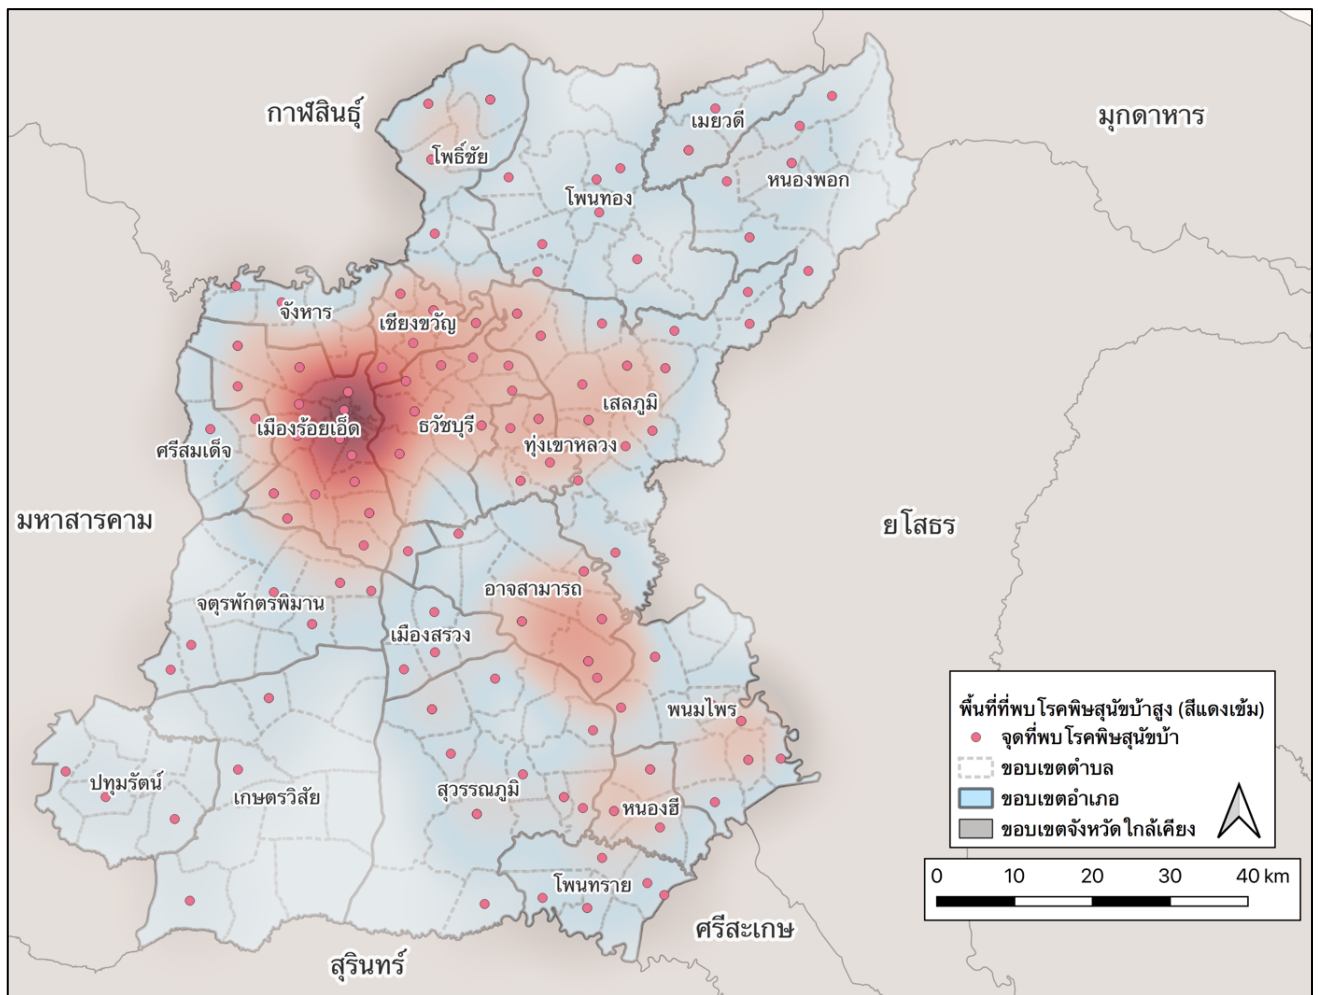 กาฬสินธุ์
มุกดาหาร
เมยวดี
โพธิ์ชัย
หนองพอก
โพนทอง
จังหาร
เชียงขวัญ
เสลภูมิ
เมืองร้อยเอ็ด
ธวัชบุรี
ทุ่งเขาหลวง
ศรีสมเด็จ
มหาสารคาม
ยโสธร
อาจสามารถ
จตุรพักตรพิมาน
เมืองสรวง
พนมไพร
ปทุมรัตน์
เกษตรวิสัย
สุวรรณภูมิ
หนองฮี
โพนทราย
ศรีสะเกษ
สุรินทร์
พื้นที่ที่พบโรคพิษสุนัขบ้าสูง (สีแดงเข้ม)
จุดที่พบโรคพิษสุนัขบ้า
ขอบเขตตำบล
ขอบเขตอำเภอ
ขอบเขตจังหวัดใกล้เคียง
0 10 20 30 40 km